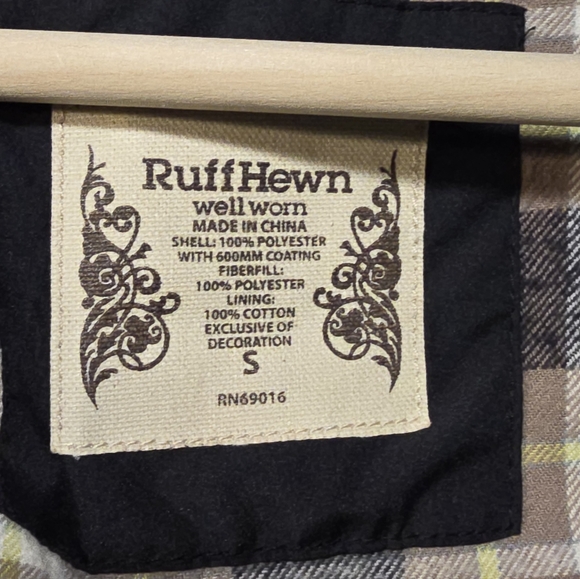 RuffHewn
well worn
MADE IN CHINA
SHELL: 100% POLYESTER
WITH 600MM COATING
FIBERFILL:
100% POLYESTER
LINING:
100% COTTON
EXCLUSIVE OF
DECORATION
S
RN69016